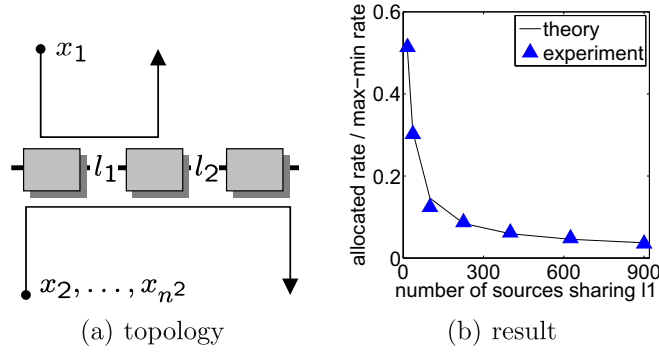 x₁
l₁ l₂
x₂, . . . , xₙ²
(a) topology
allocated rate / max-min rate
0.6
0.4
0.2
0
theory
experiment
0 300 600 900
number of sources sharing l1
(b) result